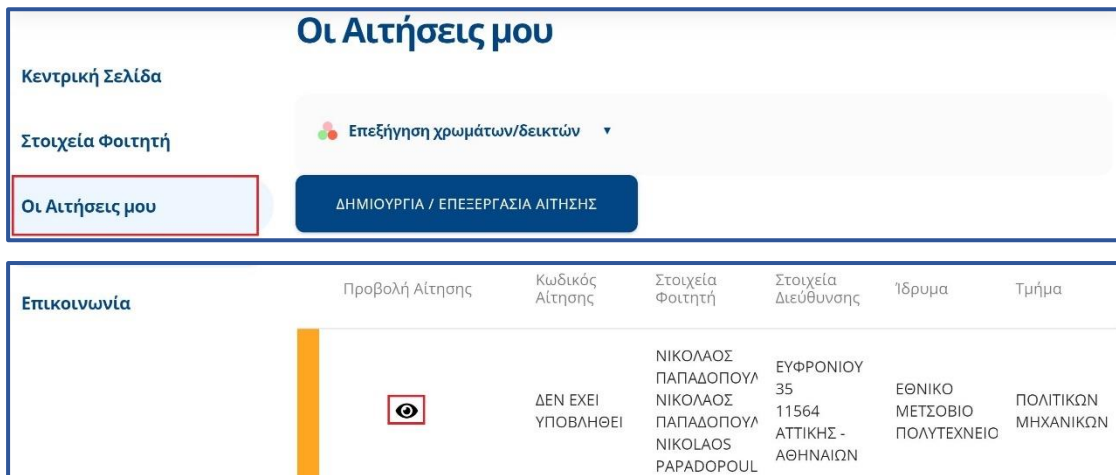 Οι Αιτήσεις μου
Κεντρική Σελίδα
Στοιχεία Φοιτητή
Οι Αιτήσεις μου
Επεξήγηση χρωμάτων/δεικτών
ΔΗΜΙΟΥΡΓΙΑ / ΕΠΕΞΕΡΓΑΣΙΑ ΑΙΤΗΣΗΣ
Επικοινωνία
Προβολή Αίτησης
Κωδικός
Αίτησης
Στοιχεία
Φοιτητή
Στοιχεία
Διεύθυνσης
Ίδρυμα
Τμήμα
ΔΕΝ ΕΧΕΙ
ΥΠΟΒΛΗΘΕΙ
ΝΙΚΟΛΑΟΣ
ΠΑΠΑΔΟΠΟΥΛ
ΝΙΚΟΛΑΟΣ
ΠΑΠΑΔΟΠΟΥΛ
NIKOLAOS
PAPADOPOUL
ΕΥΦΡΟΝΙΟΥ
35
11564
ΑΤΤΙΚΗΣ -
ΑΘΗΝΑΙΩΝ
ΕΘΝΙΚΟ
ΜΕΤΣΟΒΙΟ
ΠΟΛΥΤΕΧΝΕΙΟ
ΠΟΛΙΤΙΚΩΝ
ΜΗΧΑΝΙΚΩΝ